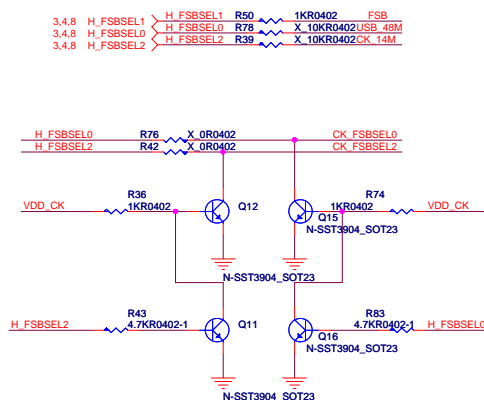 3,4,8 H_FSBSEL1 H_FSBSEL1 R50 1KR0402 FSB
3,4,8 H_FSBSEL0 H_FSBSEL0 R78 X_10KR0402 USB_48M
3,4,8 H_FSBSEL2 H_FSBSEL2 R39 X_10KR0402 CK_14M
H_FSBSEL0 R76 X_0R0402 CK_FSBSEL0
H_FSBSEL2 R42 X_0R0402 CK_FSBSEL2
R36 R74
VDD_CK 1KR0402 Q12 Q15 1KR0402 VDD_CK
N-SST3904_SOT23
N-SST3904_SOT23
R43 R83
H_FSBSEL2 4.7KR0402-1 Q11 Q16 4.7KR0402-1 H_FSBSEL0
N-SST3904_SOT23
N-SST3904_SOT23